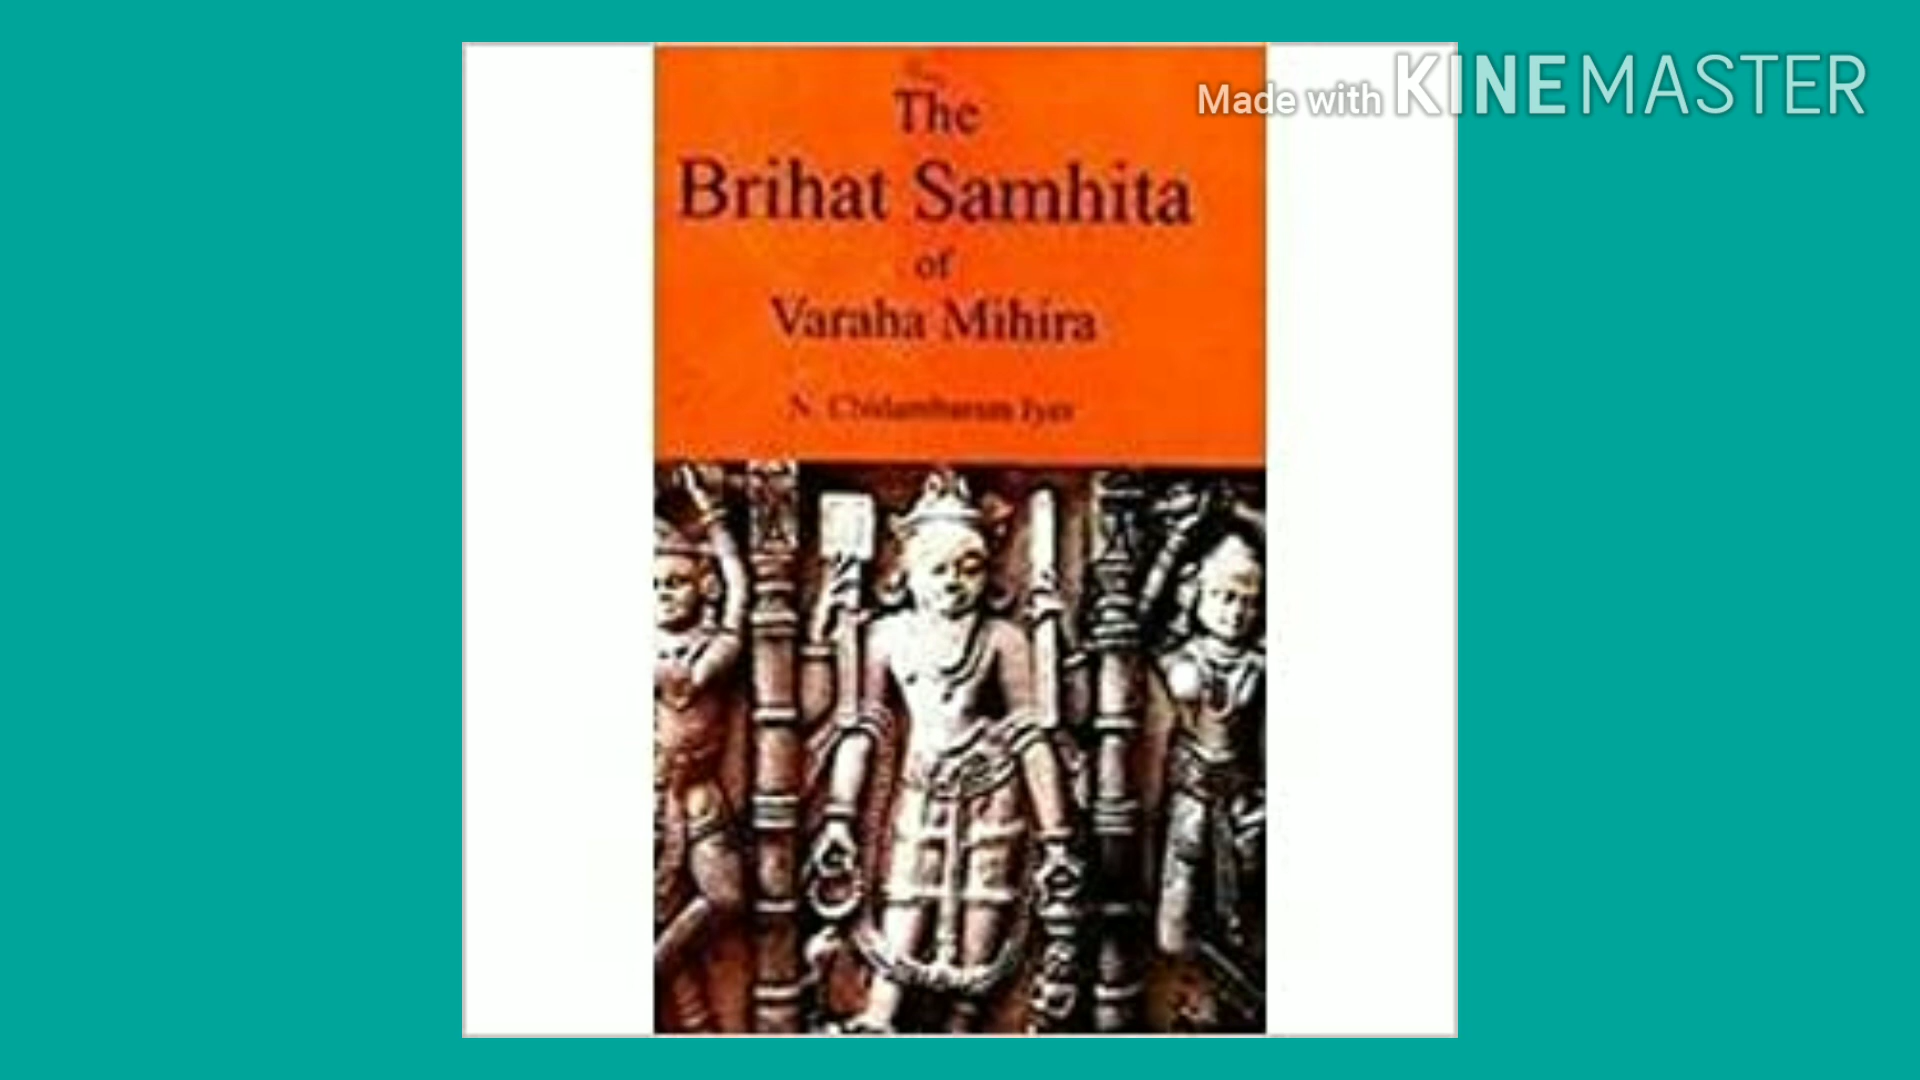 Made with KINEMASTER
The
Brihat Samhita
of
Varaha Mihira
N. Chidambaram Iyer